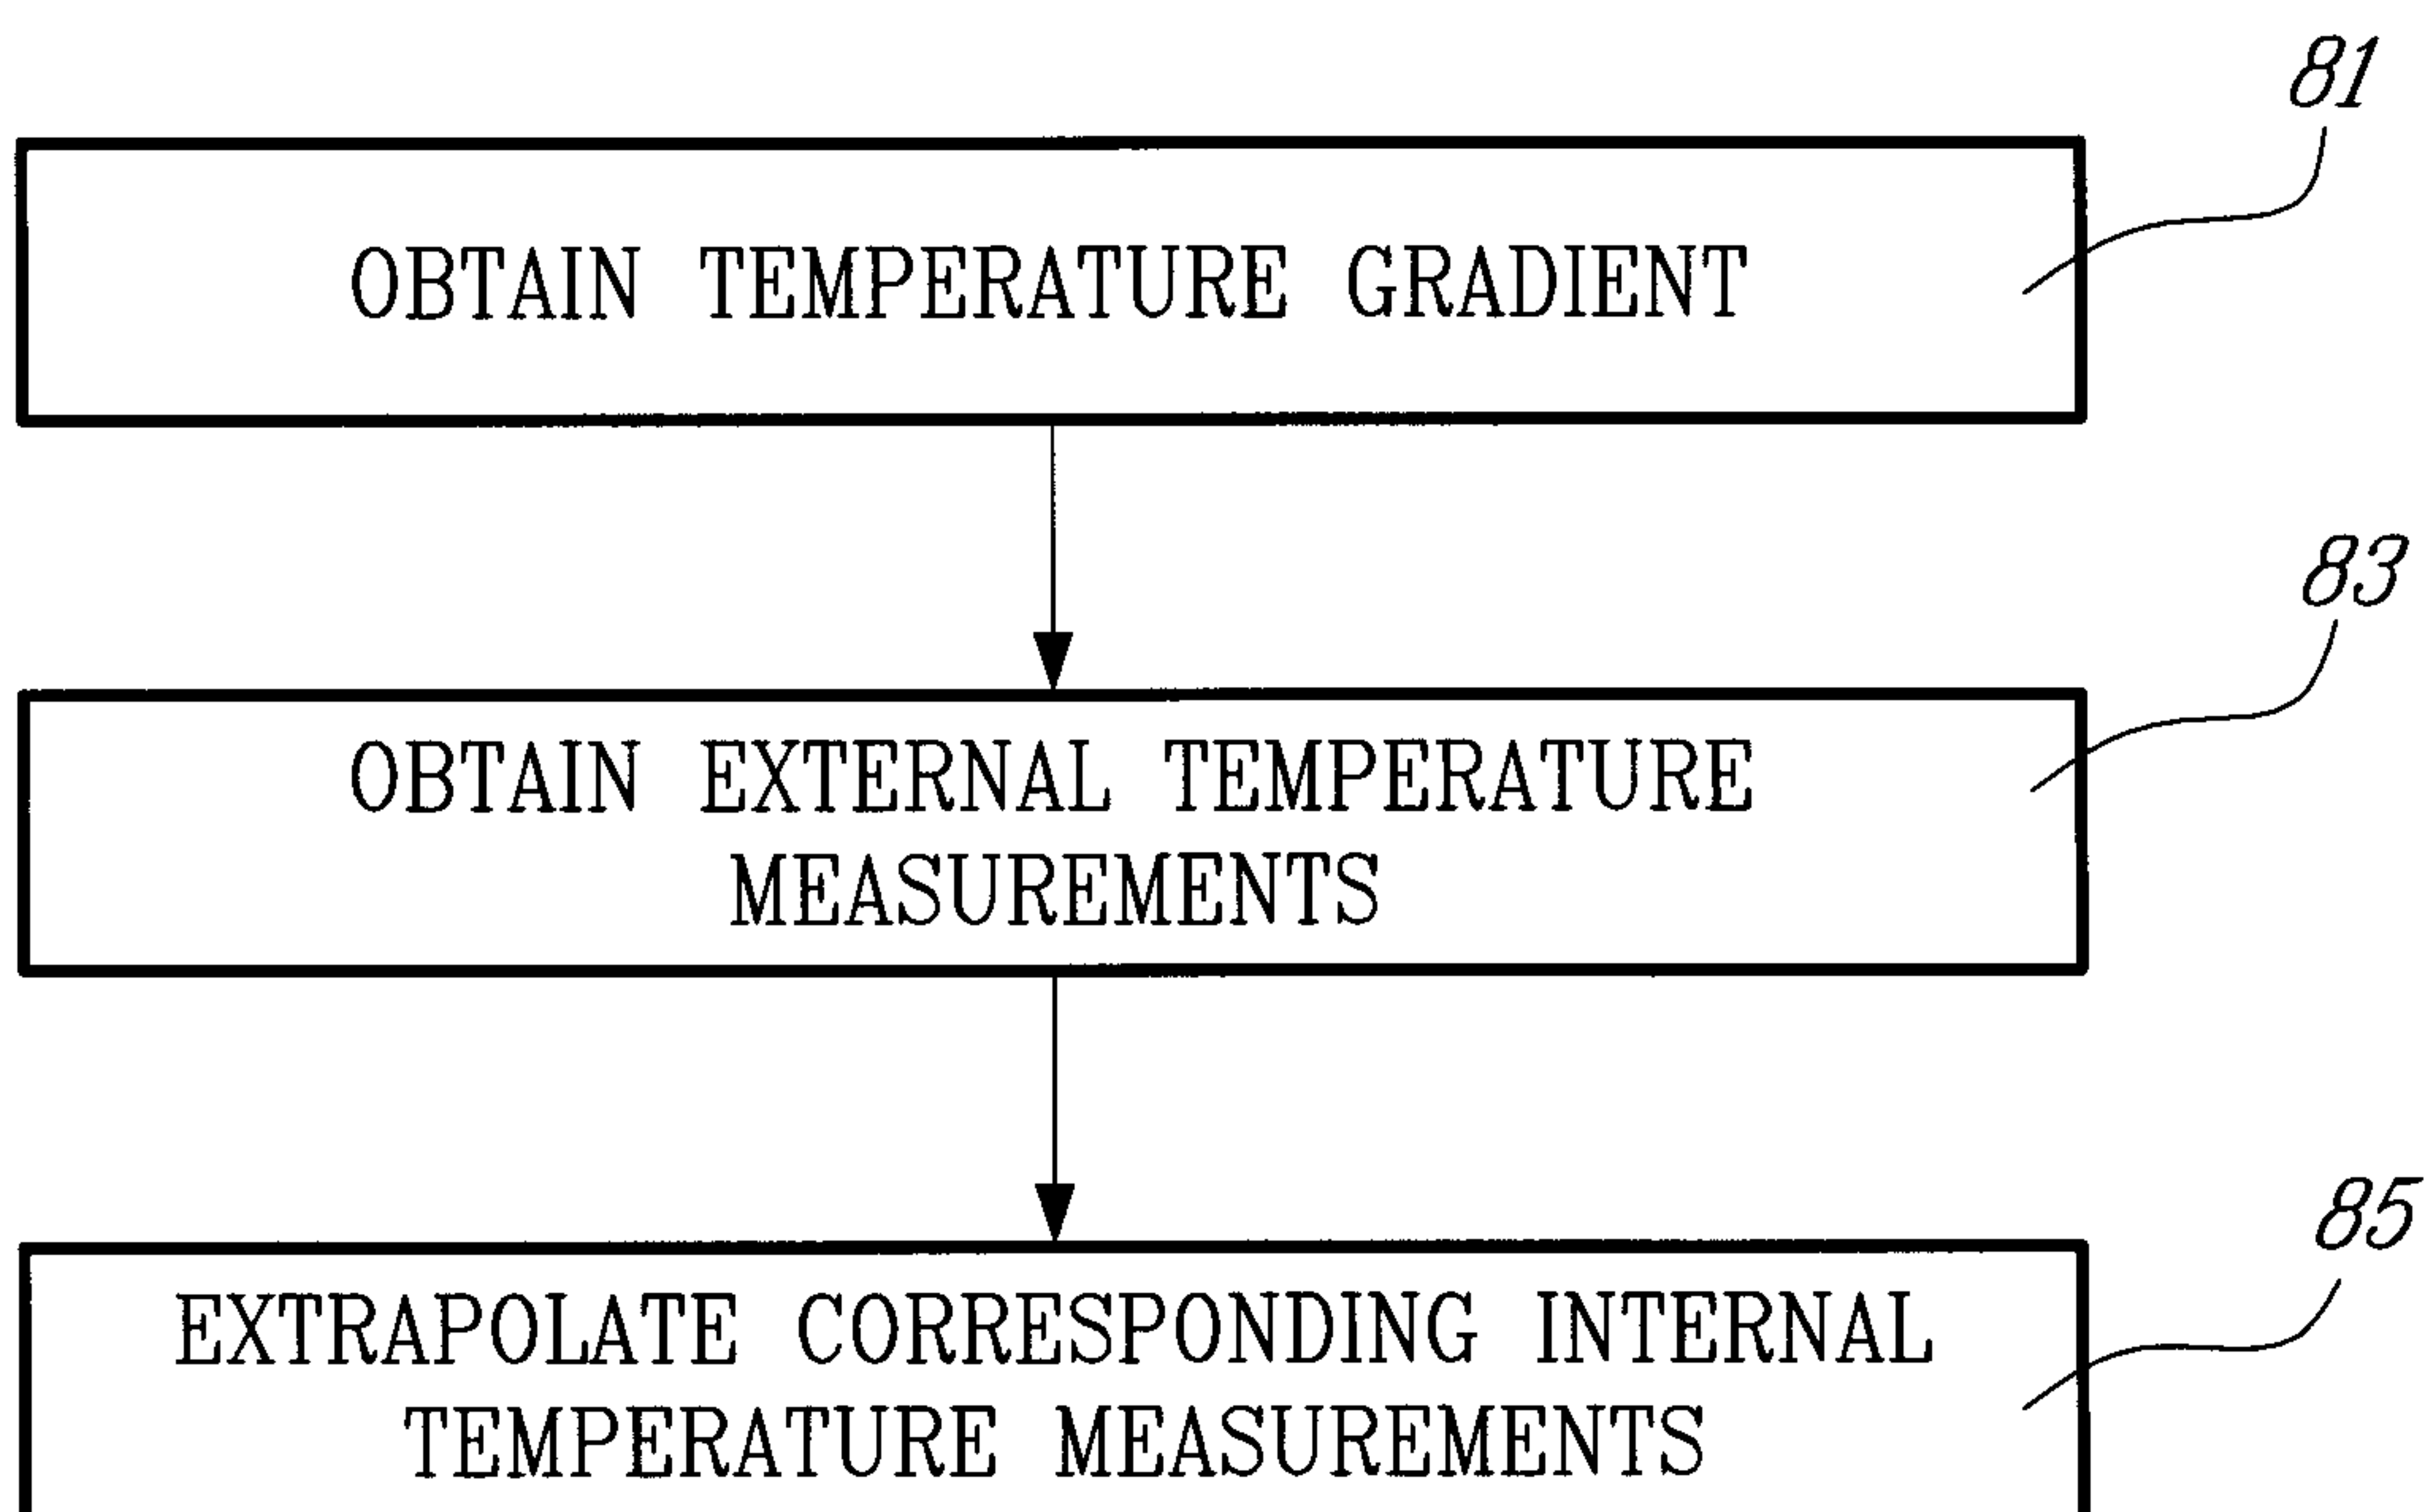 81
OBTAIN TEMPERATURE GRADIENT
83
OBTAIN EXTERNAL TEMPERATURE
MEASUREMENTS
85
EXTRAPOLATE CORRESPONDING INTERNAL
TEMPERATURE MEASUREMENTS